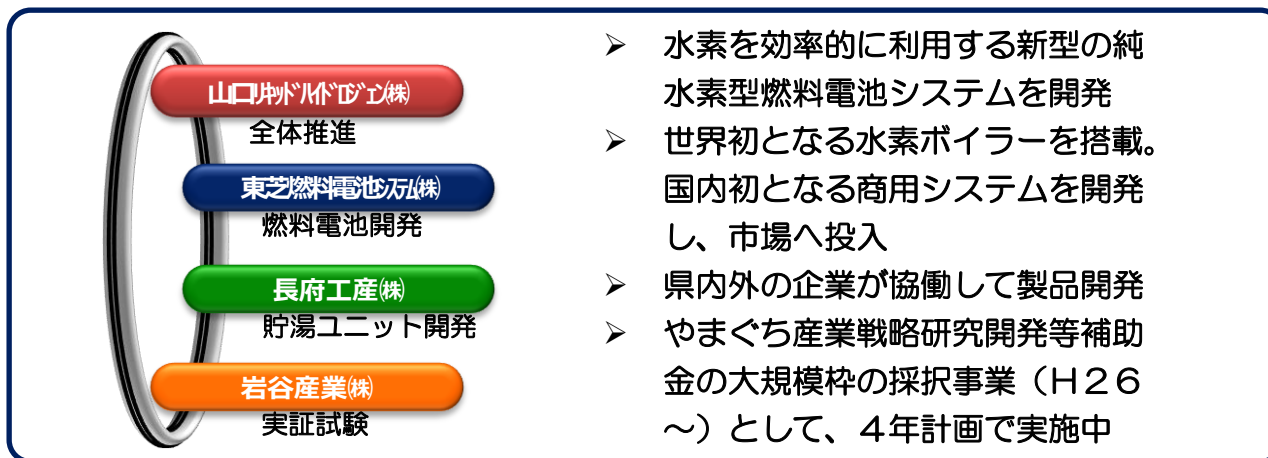 山口ﾘｷｯﾄﾞﾊｲﾄﾞﾛｼﾞｪﾝ㈱
全体推進
東芝燃料電池ｼｽﾃﾑ㈱
燃料電池開発
長府工産㈱
貯湯ユニット開発
岩谷産業㈱
実証試験
➢ 水素を効率的に利用する新型の純
水素型燃料電池システムを開発
➢ 世界初となる水素ボイラーを搭載。
国内初となる商用システムを開発
し、市場へ投入
➢ 県内外の企業が協働して製品開発
➢ やまぐち産業戦略研究開発等補助
金の大規模枠の採択事業（Ｈ２６
～）として、４年計画で実施中